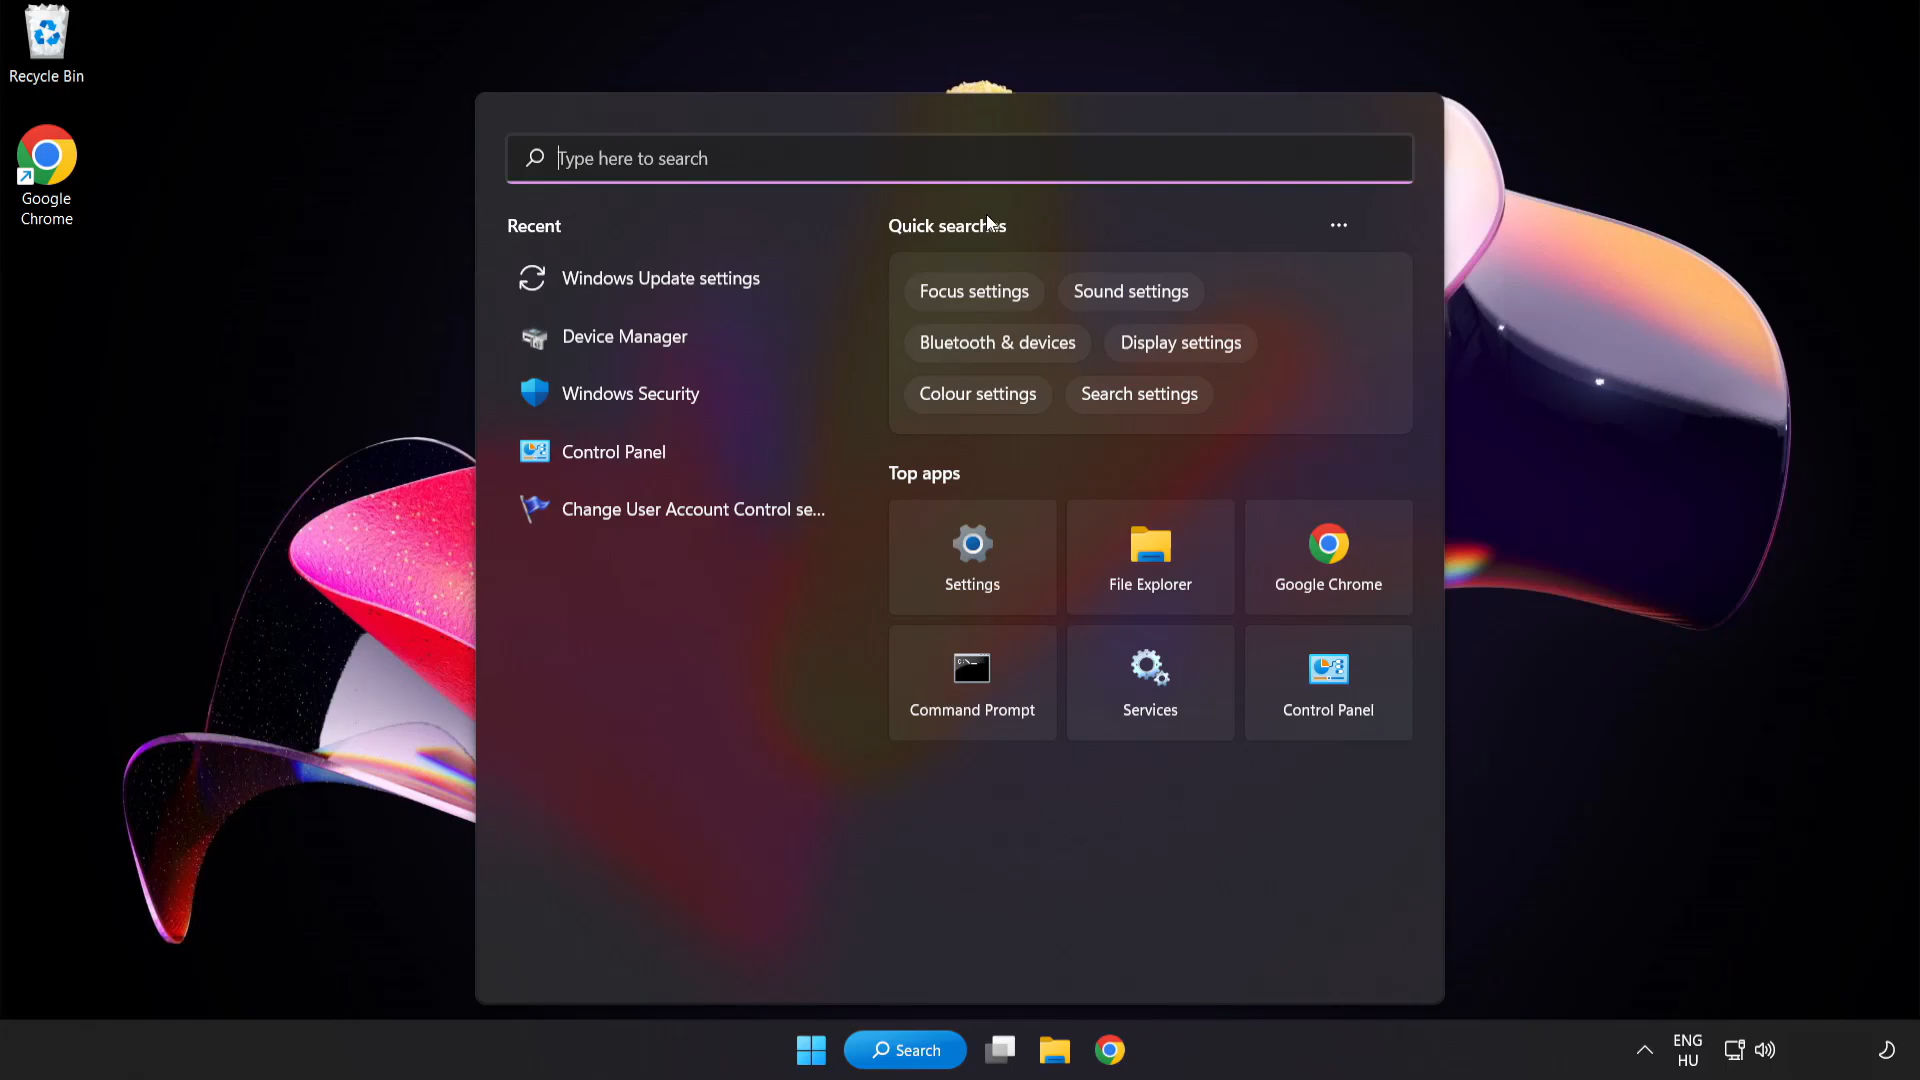 Recycle Bin
Google
Chrome
Type here to search
Recent
Windows Update settings
Device Manager
Windows Security
Control Panel
Change User Account Control se...
Quick searches
Focus settings
Sound settings
Bluetooth & devices
Display settings
Colour settings
Search settings
Top apps
Settings
File Explorer
Google Chrome
Command Prompt
Services
Control Panel
Search
ENG
HU